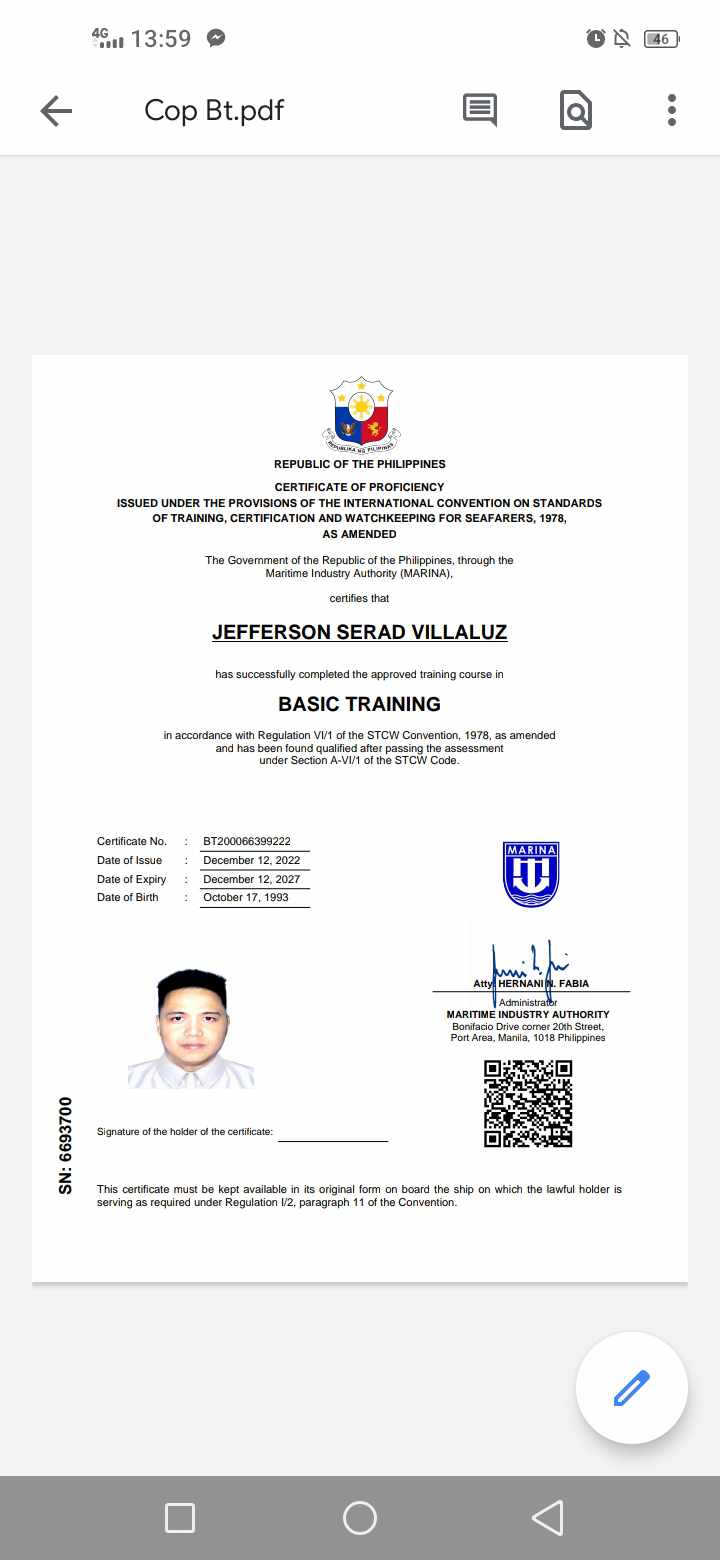 4G 13:59 46
Cop Bt.pdf
REPUBLIKA NG PILIPINAS
REPUBLIC OF THE PHILIPPINES
CERTIFICATE OF PROFICIENCY
ISSUED UNDER THE PROVISIONS OF THE INTERNATIONAL CONVENTION ON STANDARDS
OF TRAINING, CERTIFICATION AND WATCHKEEPING FOR SEAFARERS, 1978,
AS AMENDED
The Government of the Republic of the Philippines, through the
Maritime Industry Authority (MARINA),
certifies that
JEFFERSON SERAD VILLALUZ
has successfully completed the approved training course in
BASIC TRAINING
in accordance with Regulation VI/1 of the STCW Convention, 1978, as amended
and has been found qualified after passing the assessment
under Section A-VI/1 of the STCW Code.
Certificate No. : BT200066399222
Date of Issue : December 12, 2022
Date of Expiry : December 12, 2027
Date of Birth : October 17, 1993
MARINA
Atty. HERNANI N. FABIA
Administrator
MARITIME INDUSTRY AUTHORITY
Bonifacio Drive corner 20th Street,
Port Area, Manila, 1018 Philippines
Signature of the holder of the certificate:
SN: 6693700
This certificate must be kept available in its original form on board the ship on which the lawful holder is
serving as required under Regulation I/2, paragraph 11 of the Convention.